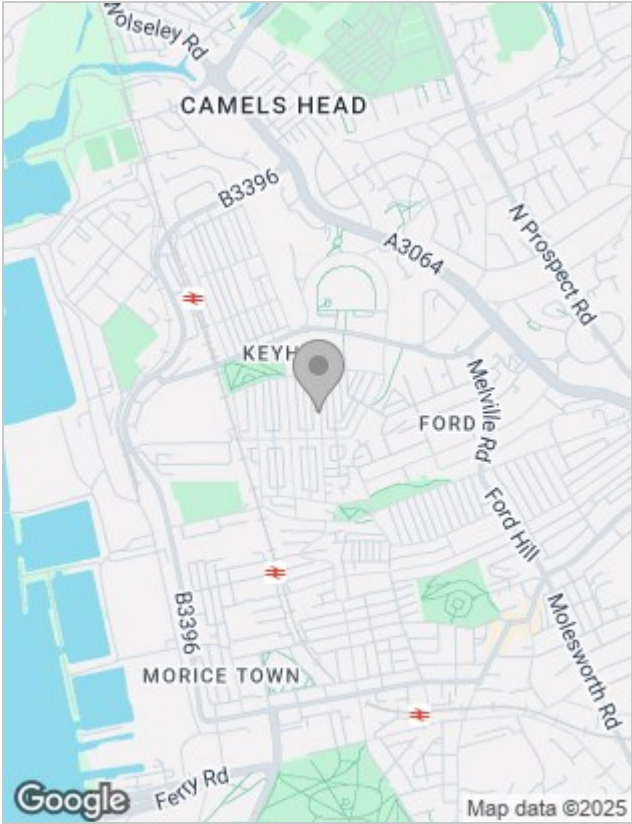 Wolseley Rd
CAMELS HEAD
B3396
N Prospect Rd
A3064
KEYH
Melville Rd
FORD
Ford Hill
B3396
Molesworth Rd
MORICE TOWN
Ferry Rd
Google
Map data ©2025